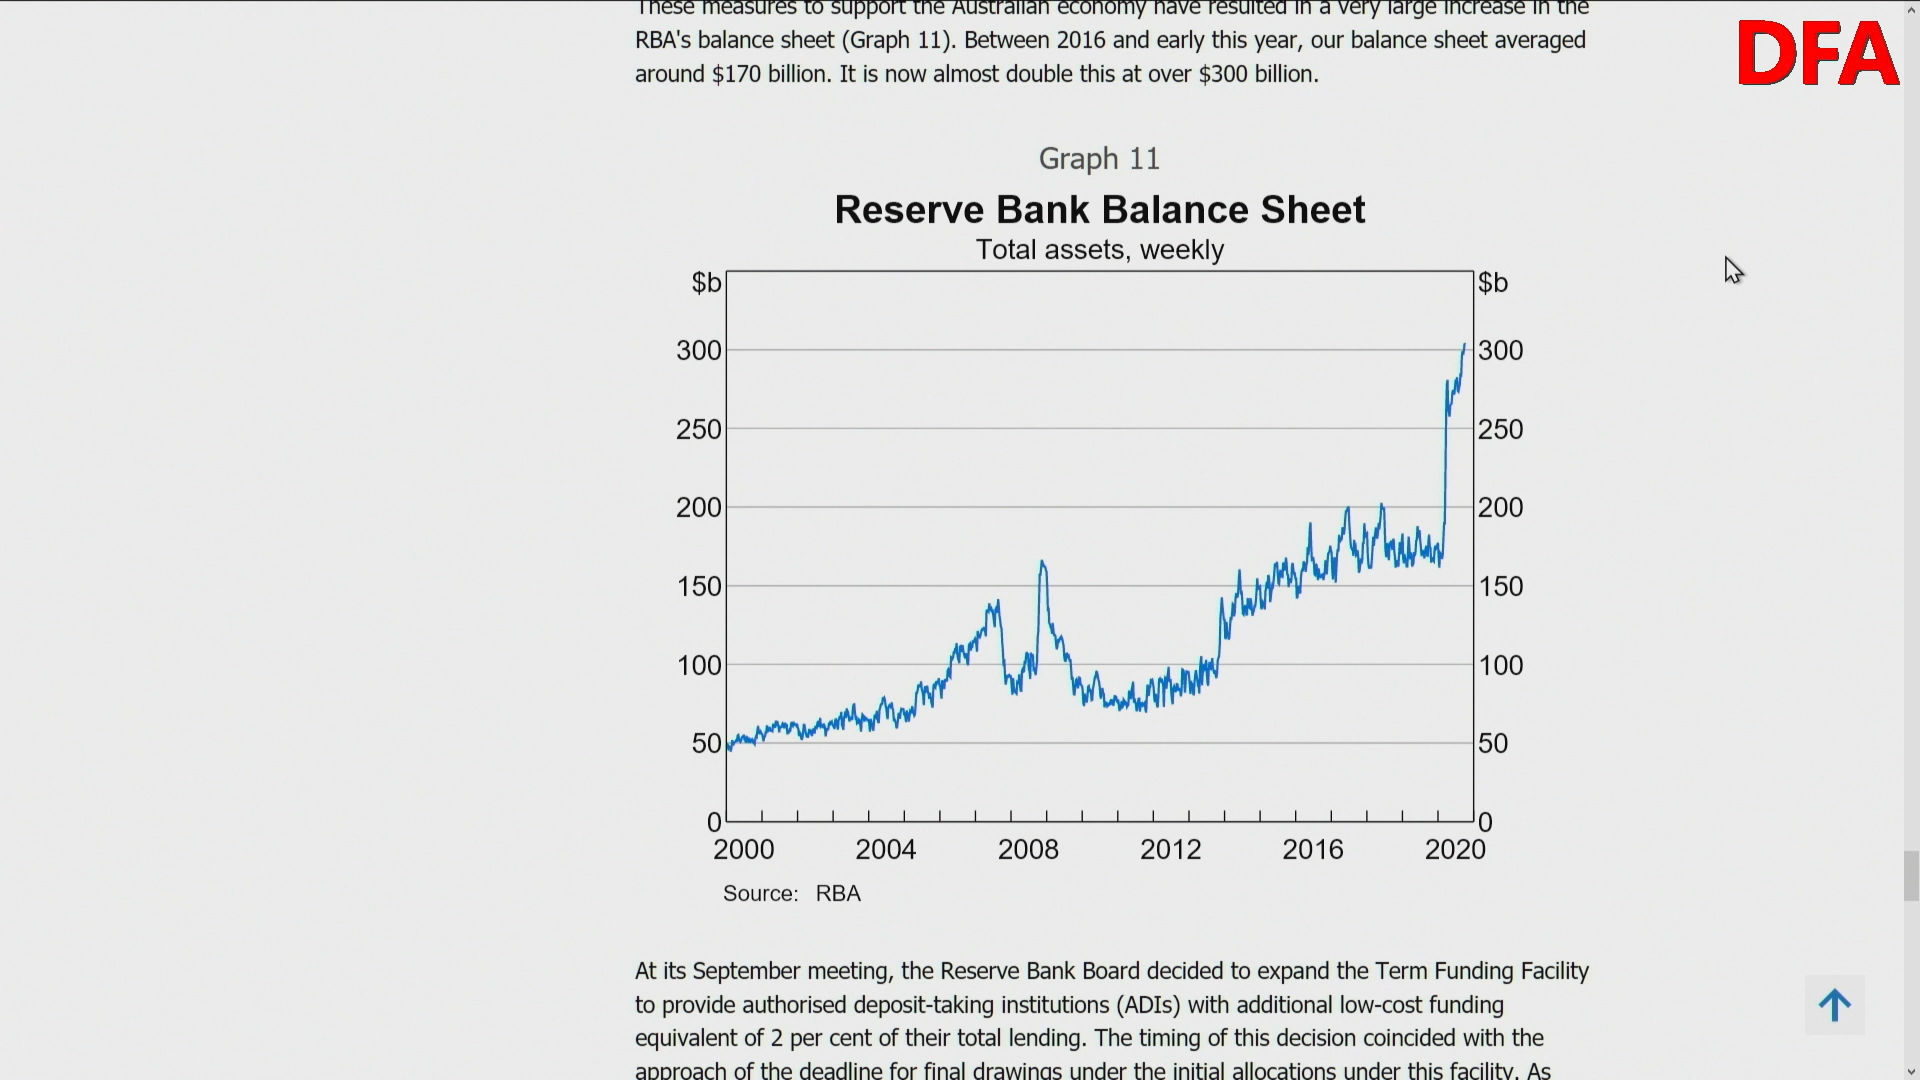 These measures to support the Australian economy have resulted in a very large increase in the
RBA's balance sheet (Graph 11). Between 2016 and early this year, our balance sheet averaged
around $170 billion. It is now almost double this at over $300 billion.
DFA
Graph 11
Reserve Bank Balance Sheet
Total assets, weekly
$b $b
300 300
250 250
200 200
150 150
100 100
50 50
0 0
2000 2004 2008 2012 2016 2020
Source: RBA
At its September meeting, the Reserve Bank Board decided to expand the Term Funding Facility
to provide authorised deposit-taking institutions (ADIs) with additional low-cost funding
equivalent of 2 per cent of their total lending. The timing of this decision coincided with the
approach of the deadline for final drawings under the initial allocations under this facility. As